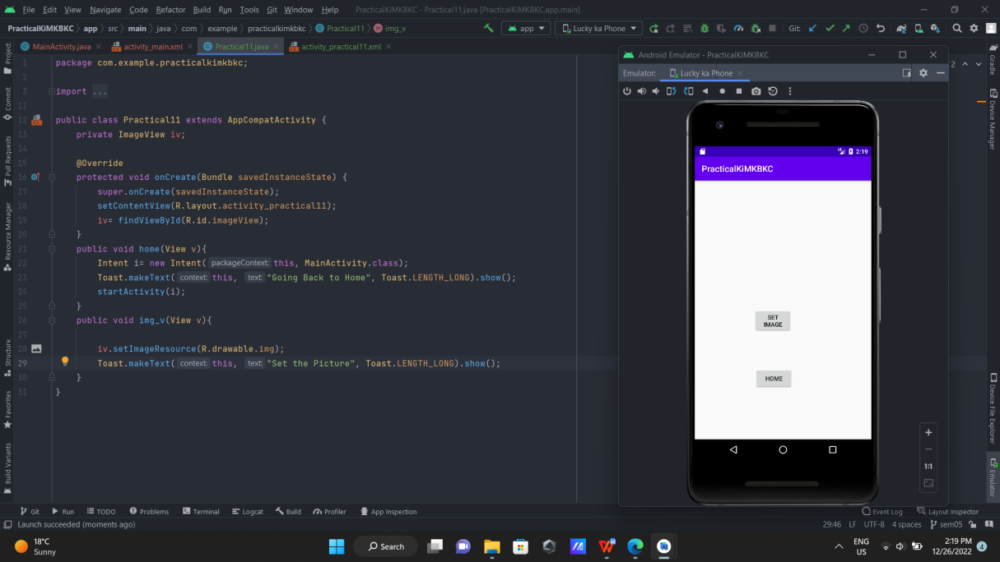 File Edit View Navigate Code Refactor Build Run Tools Git Window Help PracticalKiMKBKC - Practical11.java [PracticalKiMKBKC.app.main]
PracticalKiMKBKC app src main java com example practicalkimkbkc Practical11 img_v app Lucky ka Phone Git:
MainActivity.java activity_main.xml Practical11.java activity_practical11.xml
Project
Commit
Pull Requests
Resource Manager
Structure
Favorites
Build Variants
1 package com.example.practicalkimkbkc;
2
3 import ...
11
12 public class Practical11 extends AppCompatActivity {
13 private ImageView iv;
14
15 @Override
16 protected void onCreate(Bundle savedInstanceState) {
17 super.onCreate(savedInstanceState);
18 setContentView(R.layout.activity_practical11);
19 iv= findViewById(R.id.imageView);
20 }
21 public void home(View v){
22 Intent i= new Intent( packageContext: this, MainActivity.class);
23 Toast.makeText( context: this, text: "Going Back to Home", Toast.LENGTH_LONG).show();
24 startActivity(i);
25 }
26 public void img_v(View v){
27
28 iv.setImageResource(R.drawable.img);
29 Toast.makeText( context: this, text: "Set the Picture", Toast.LENGTH_LONG).show();
30 }
31 }
2
Android Emulator - PracticalKiMKBKC
Emulator: Lucky ka Phone
2:19
PracticalKiMKBKC
SET
IMAGE
HOME
1:1
Gradle
Device Manager
Device File Explorer
Emulator
Git Run TODO Problems Terminal Logcat Build Profiler App Inspection Event Log Layout Inspector
Launch succeeded (moments ago) 29:46 LF UTF-8 4 spaces sem05
18°C
Sunny
Search
ENG
US
2:19 PM
12/26/2022
4